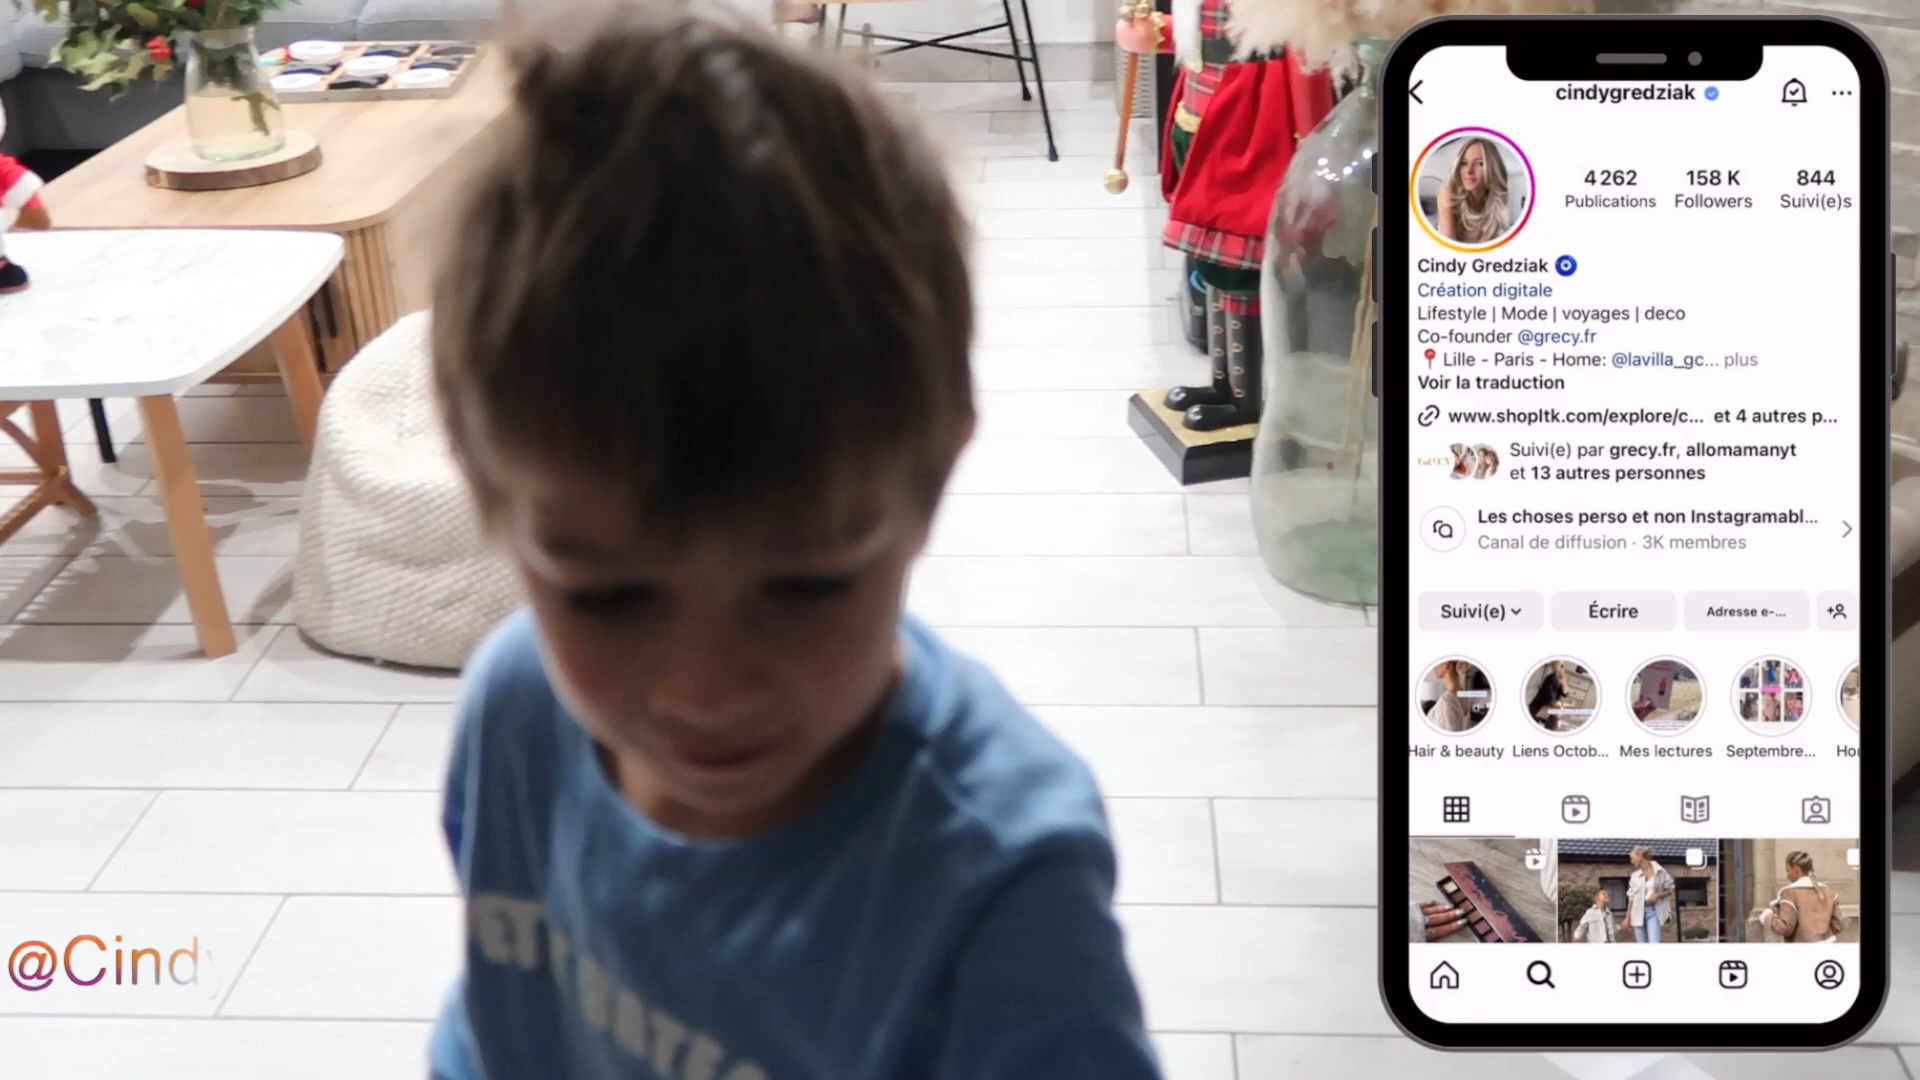 cindygredziak
4 262
158 K
844
Publications
Followers
Suivi(e)s
Cindy Gredziak
Création digitale
Lifestyle | Mode | voyages | deco
Co-founder @grecy.fr
Lille - Paris - Home: @lavilla_gc... plus
Voir la traduction
www.shopltk.com/explore/c... et 4 autres p...
GRECY
Suivi(e) par grecy.fr, allomamanyt
et 13 autres personnes
Les choses perso et non Instagramabl...
Canal de diffusion · 3K membres
Suivi(e)
Écrire
Adresse e-...
Hair & beauty
Liens Octob...
Mes lectures
Septembre...
Ho
@Cindy